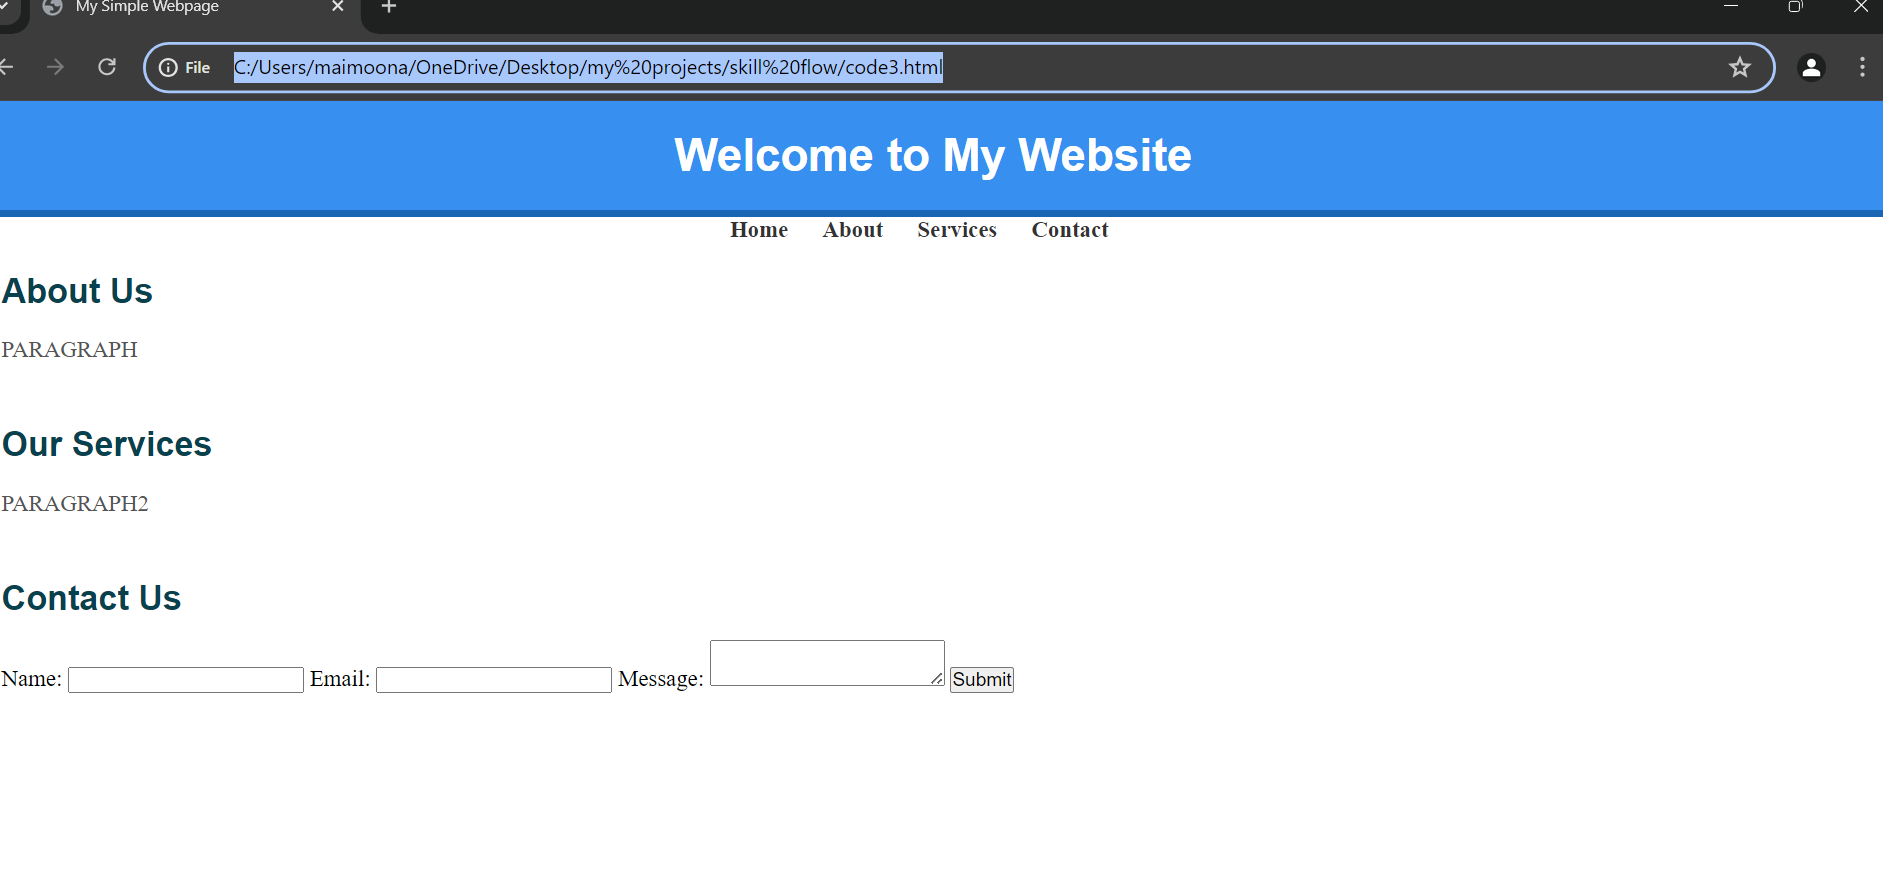 My Simple Webpage
File C:/Users/maimoona/OneDrive/Desktop/my%20projects/skill%20flow/code3.html
Welcome to My Website
Home About Services Contact
About Us
PARAGRAPH
Our Services
PARAGRAPH2
Contact Us
Name: Email: Message: Submit